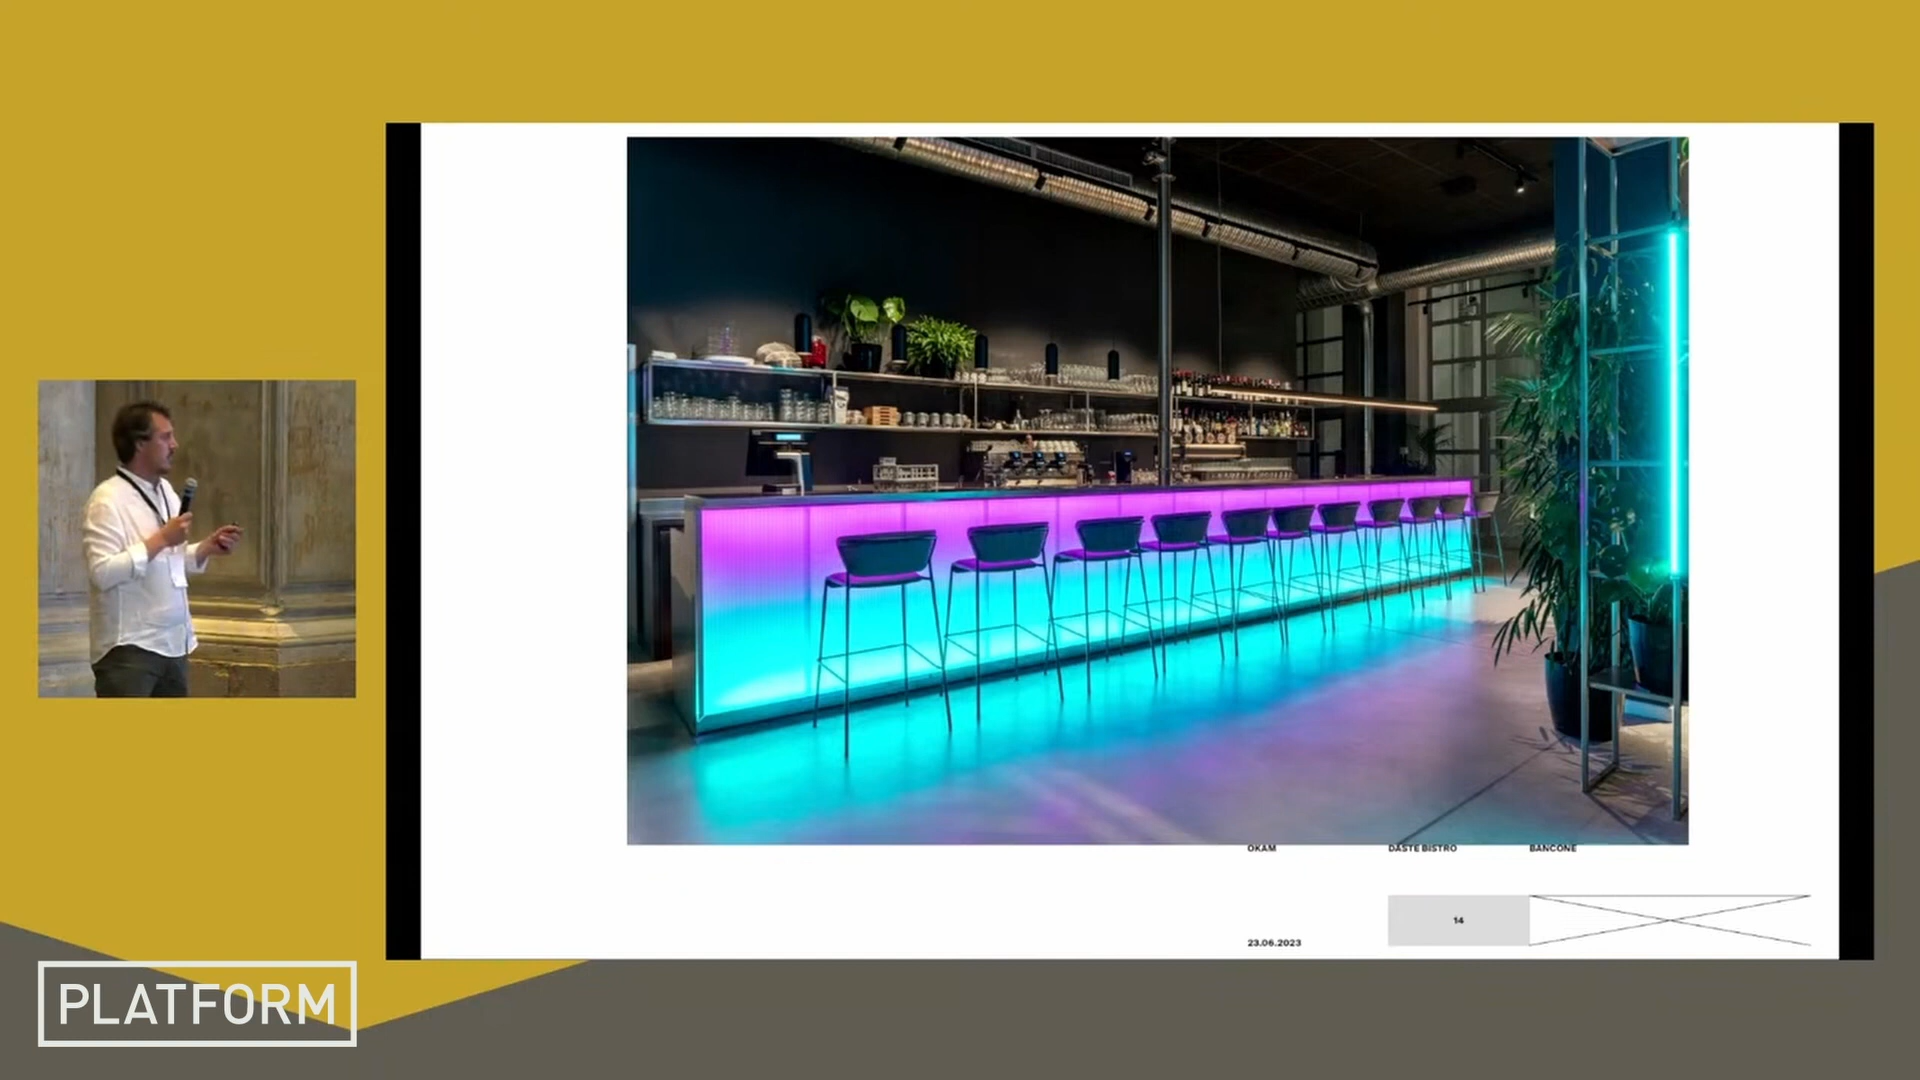 OKAM
DASTE BISTRO
BANCONE
14
23.06.2023
PLATFORM